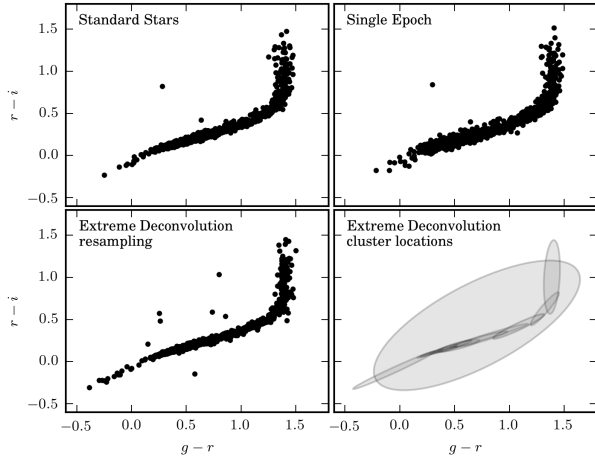 Standard Stars
Single Epoch
r − i
1.5
1.0
0.5
0.0
−0.5
Extreme Deconvolution
resampling
Extreme Deconvolution
cluster locations
r − i
1.5
1.0
0.5
0.0
−0.5
−0.5 0.0 0.5 1.0 1.5
−0.5 0.0 0.5 1.0 1.5
g − r
g − r